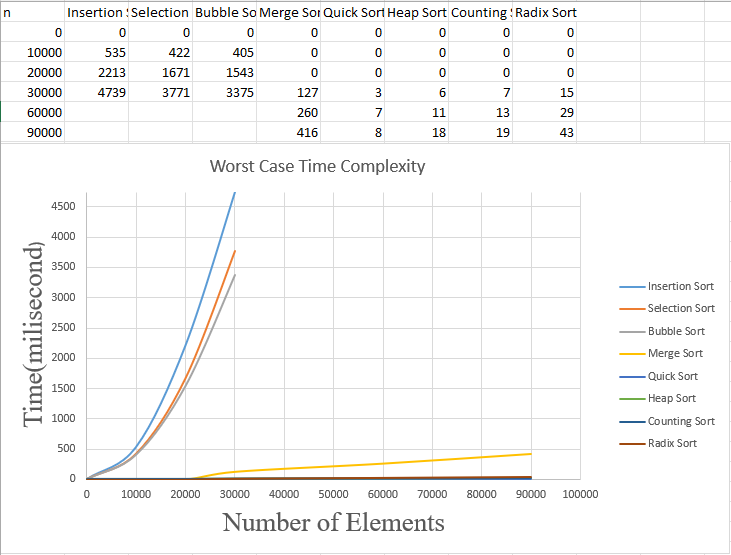 n Insertion S Selection Bubble So Merge Sor Quick Sort Heap Sort Counting S Radix Sort
0 0 0 0 0 0 0 0 0
10000 535 422 405 0 0 0 0 0
20000 2213 1671 1543 0 0 0 0 0
30000 4739 3771 3375 127 3 6 7 15
60000 260 7 11 13 29
90000 416 8 18 19 43
Worst Case Time Complexity
Time(milisecond)
4500
4000
3500
3000
2500
2000
1500
1000
500
0
0 10000 20000 30000 40000 50000 60000 70000 80000 90000 100000
Number of Elements
Insertion Sort
Selection Sort
Bubble Sort
Merge Sort
Quick Sort
Heap Sort
Counting Sort
Radix Sort